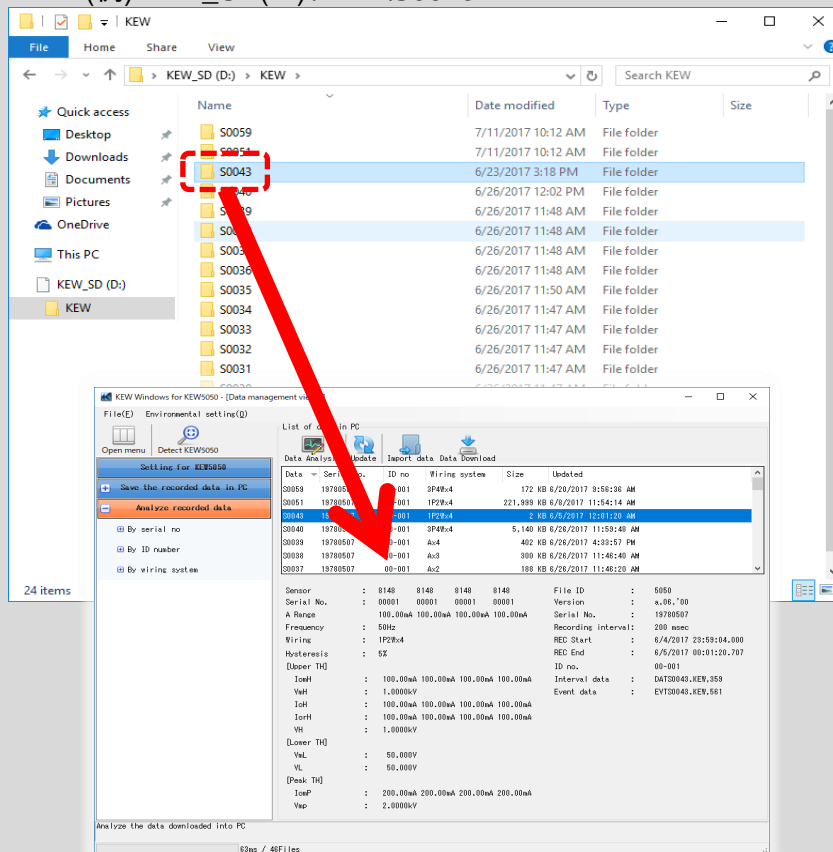 KEW
File Home Share View
KEW_SD (D:) › KEW › Search KEW
Name Date modified Type Size
Quick access
Desktop
Downloads
Documents
Pictures
OneDrive
This PC
KEW_SD (D:)
KEW
S0059 7/11/2017 10:12 AM File folder
S0051 7/11/2017 10:12 AM File folder
S0043 6/23/2017 3:18 PM File folder
6/26/2017 12:02 PM File folder
6/26/2017 11:48 AM File folder
6/26/2017 11:48 AM File folder
6/26/2017 11:48 AM File folder
S0036 6/26/2017 11:48 AM File folder
S0035 6/26/2017 11:50 AM File folder
S0034 6/26/2017 11:47 AM File folder
S0033 6/26/2017 11:47 AM File folder
S0032 6/26/2017 11:47 AM File folder
S0031 6/26/2017 11:47 AM File folder
24 items
KEW Windows for KEW5050 - [Data management
File(F) Environmental setting(O)
Open menu Detect KEW5050
Setting for KEW5050
Save the recorded data in PC
Analyze recorded data
By serial no
By ID number
By wiring system
List of in PC
Data Update Import data Data Download
Data ID no Wiring system Size Updated
S0059 3P4Wx4 172 KB 6/20/2017 9:56:36 AM
S0051 19780507 -001 1P2Wx4 221,999 KB 6/8/2017 11:54:14 AM
S0043 -001 1P2Wx4 2 KB 6/5/2017 12:01:20 AM
S0040 19780507 -001 3P4Wx4 5,140 KB 6/26/2017 11:59:48 AM
S0039 19780507 -001 Ax4 402 KB 6/26/2017 4:33:57 PM
S0038 19780507 00-001 Ax3 300 KB 6/26/2017 11:46:40 AM
S0037 19780507 00-001 Ax2 188 KB 6/26/2017 11:46:20 AM
Sensor : 8148 8148 8148 8148
Serial No. : 00001 00001 00001 00001
A Range 100.00mA 100.00mA 100.00mA 100.00mA
Frequency : 50Hz
Wiring : 1P2Wx4
Hysteresis : 5%
[Upper TH]
IomH : 100.00mA 100.00mA 100.00mA 100.00mA
VmH : 1.0000kV
IoH : 100.00mA 100.00mA 100.00mA 100.00mA
IorH : 100.00mA 100.00mA 100.00mA 100.00mA
VH : 1.0000kV
[Lower TH]
VmL : 50.000V
VL : 50.000V
[Peak TH]
IomP : 200.00mA 200.00mA 200.00mA 200.00mA
Vmp : 2.0000kV
File ID : 5050
Version : a.06.'00
Serial No. : 19780507
Recording interval: 200 msec
REC Start : 6/4/2017 23:59:04.000
REC End : 6/5/2017 00:01:20.707
ID no. 00-001
Interval data : DATS0043.KEW,359
Event data : EVTS0043.KEW,561
Analyze the data downloaded into PC
63ms / 46Files